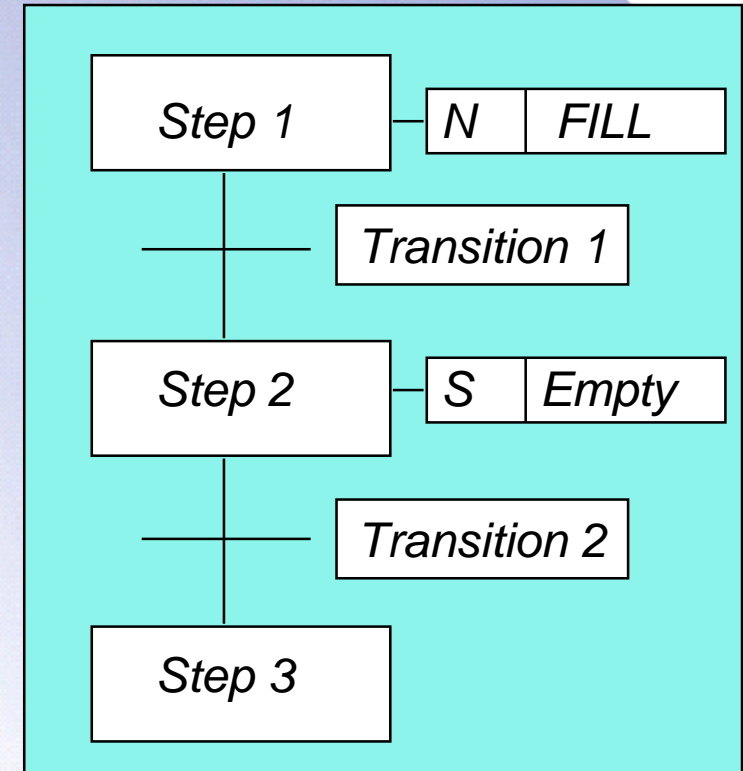 Step 1
N FILL
Transition 1
Step 2
S Empty
Transition 2
Step 3